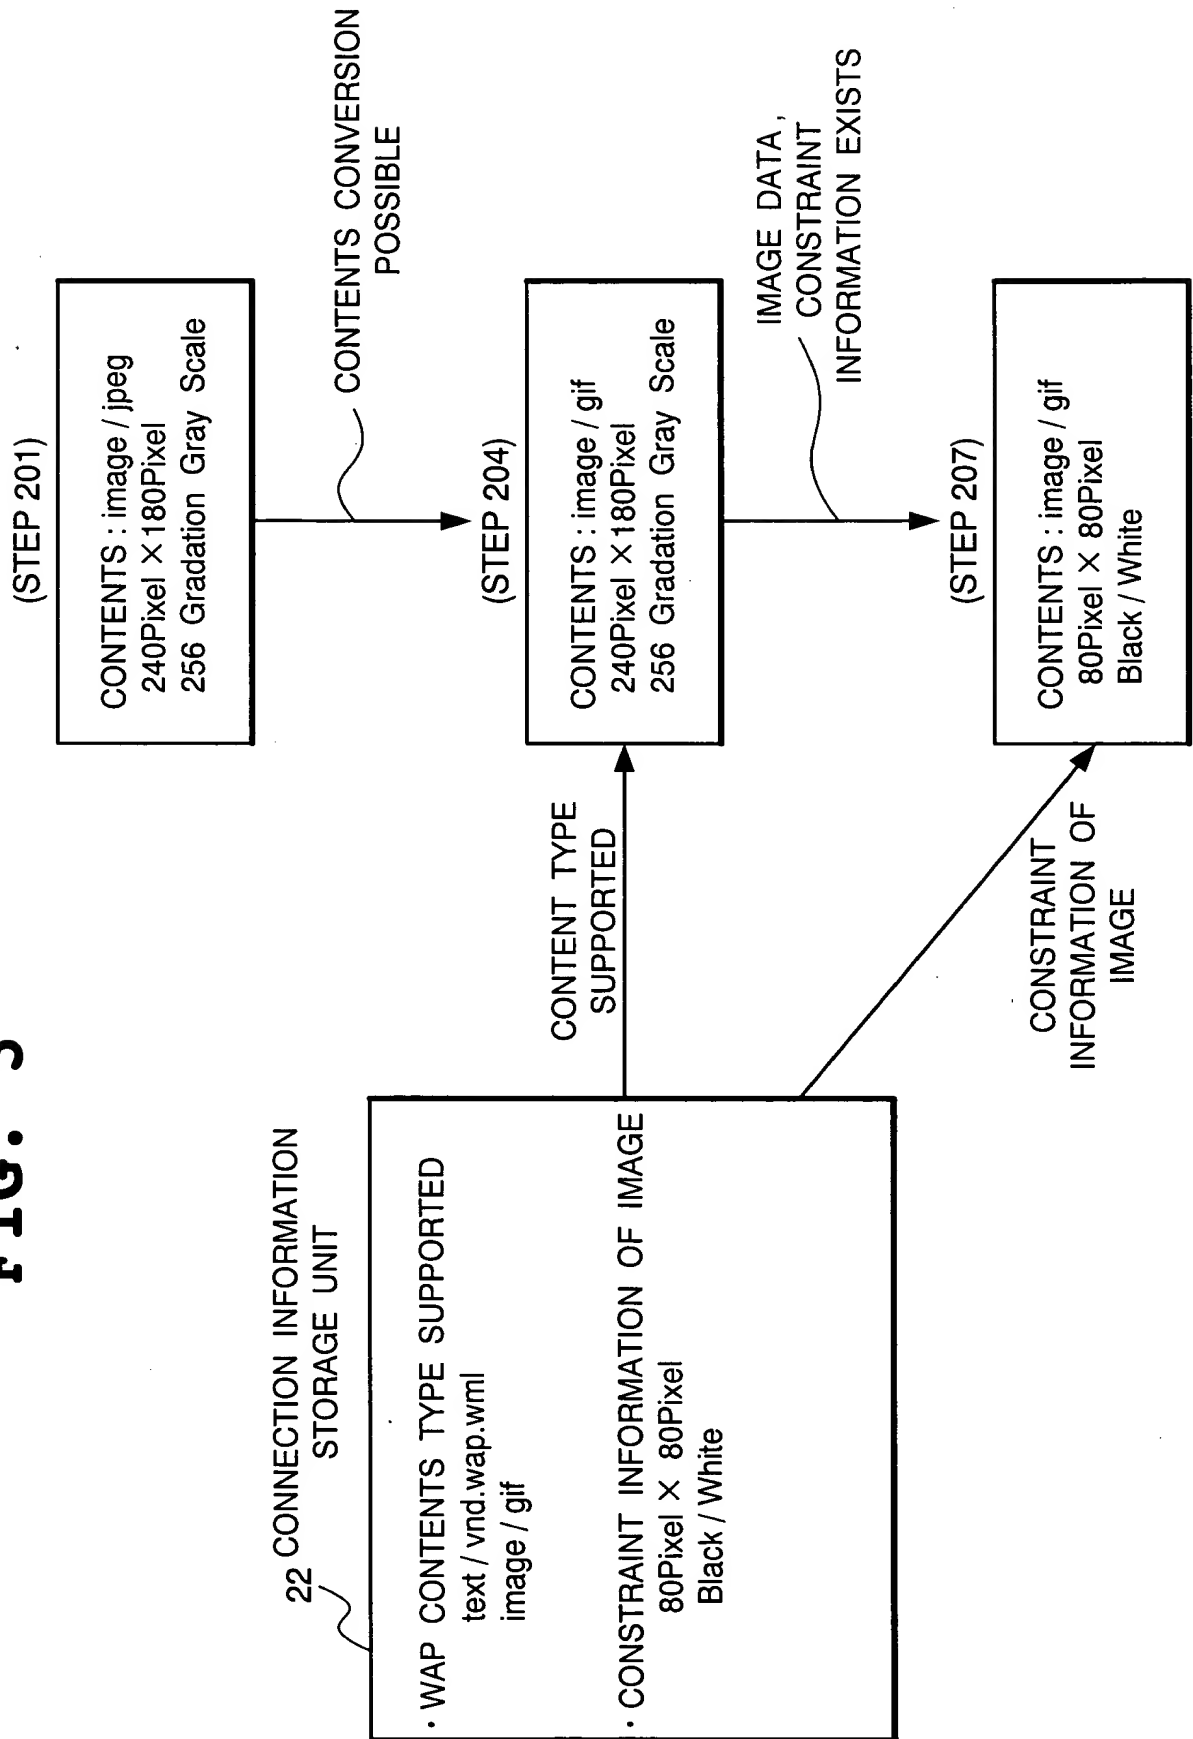 FIG.
(STEP 201)
CONTENTS : image / jpeg
240Pixel × 180Pixel
256 Gradation Gray Scale
CONTENTS CONVERSION
POSSIBLE
22
CONNECTION INFORMATION
STORAGE UNIT
· WAP CONTENTS TYPE SUPPORTED
text / vnd.wap.wml
image / gif
· CONSTRAINT INFORMATION OF IMAGE
80Pixel × 80Pixel
Black / White
CONTENT TYPE
SUPPORTED
(STEP 204)
CONTENTS : image / gif
240Pixel × 180Pixel
256 Gradation Gray Scale
IMAGE DATA,
CONSTRAINT
INFORMATION EXISTS
CONSTRAINT
INFORMATION OF
IMAGE
(STEP 207)
CONTENTS : image / gif
80Pixel × 80Pixel
Black / White